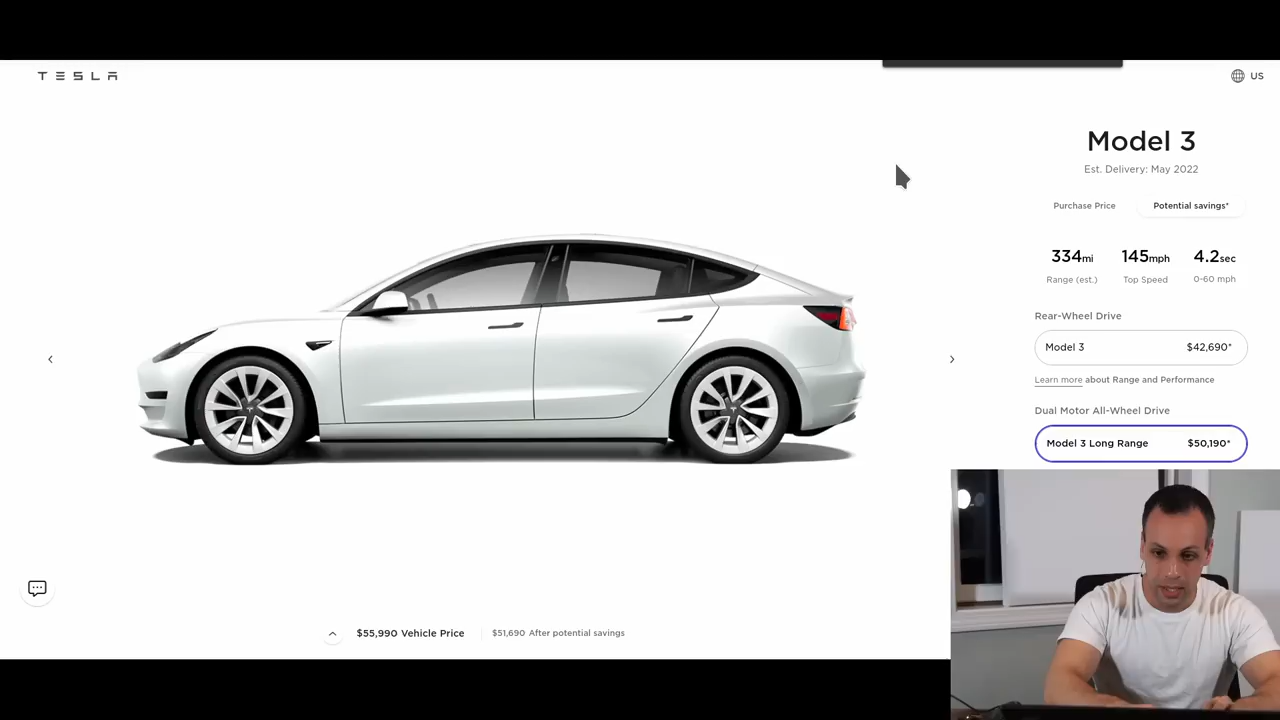 TESLA
US
Model 3
Est. Delivery: May 2022
Purchase Price Potential savings*
334mi 145mph 4.2sec
Range (est.) Top Speed 0-60 mph
Rear-Wheel Drive
Model 3 $42,690*
Learn more about Range and Performance
Dual Motor All-Wheel Drive
Model 3 Long Range $50,190*
$55,990 Vehicle Price $51,690 After potential savings